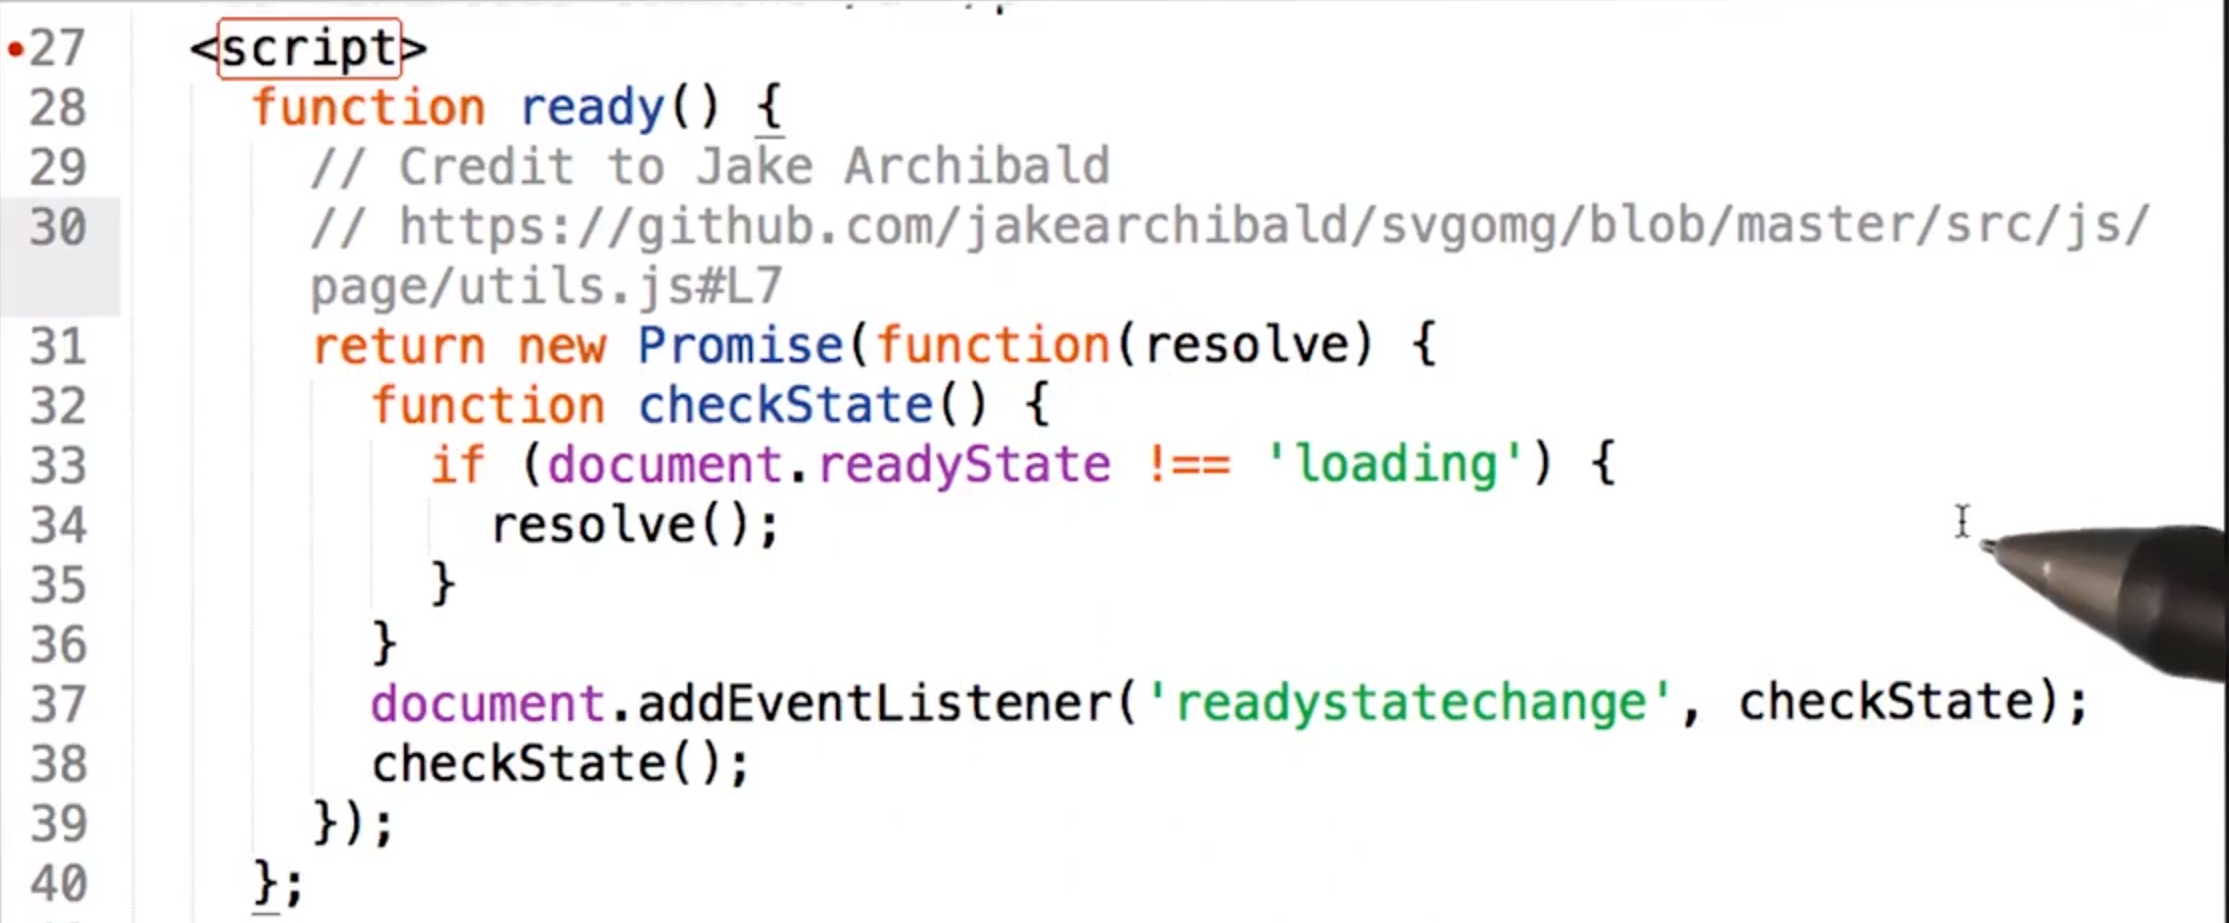 27 <script>
28 function ready() {
29 // Credit to Jake Archibald
30 // https://github.com/jakearchibald/svgomg/blob/master/src/js/
page/utils.js#L7
31 return new Promise(function(resolve) {
32 function checkState() {
33 if (document.readyState !== 'loading') {
34 resolve();
35 }
36 }
37 document.addEventListener('readystatechange', checkState);
38 checkState();
39 });
40 };